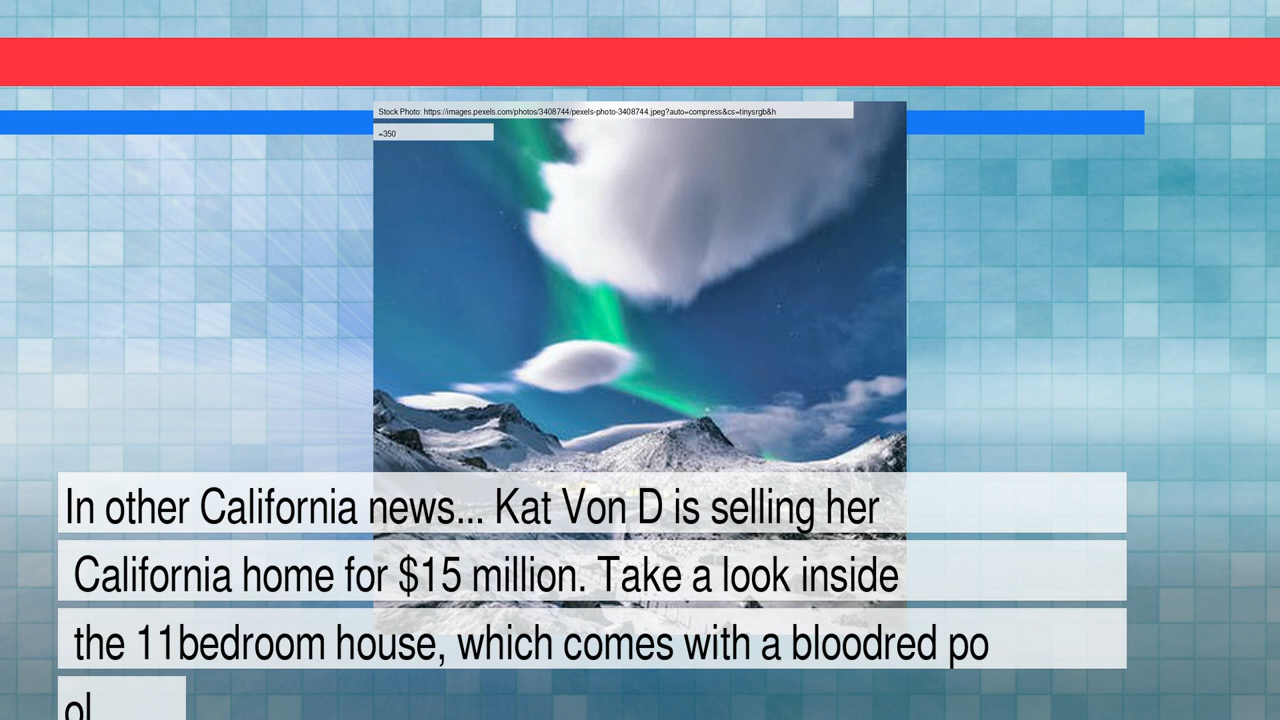 Stock Photo: https://images.pexels.com/photos/3408744/pexels-photo-3408744.jpeg?auto=compress&cs=tinysrgb&h
=350
In other California news... Kat Von D is selling her
California home for $15 million. Take a look inside
the 11bedroom house, which comes with a bloodred po
ol